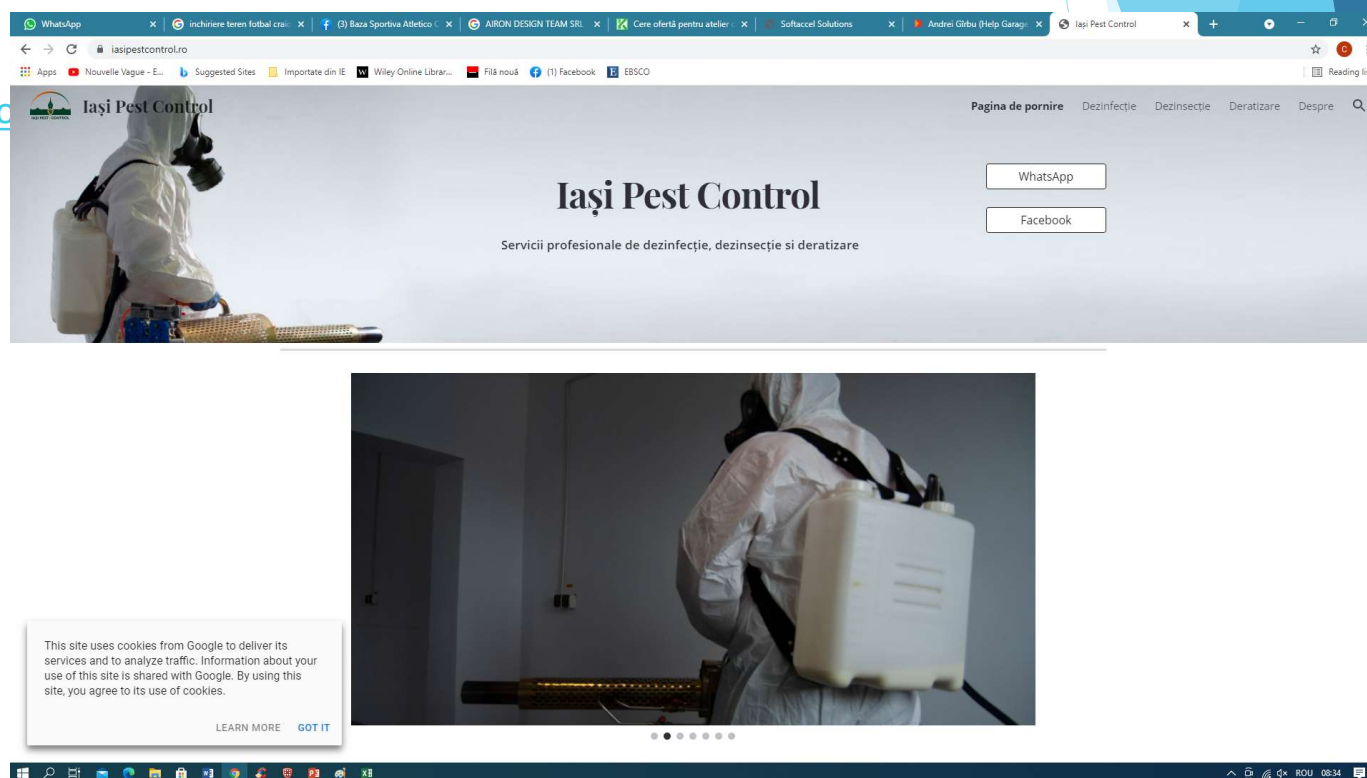 WhatsApp
inchiriere teren fotbal craio
(3) Baza Sportiva Atletico C
AIRON DESIGN TEAM SRL
Cere ofertă pentru atelier
Softaccel Solutions
Andrei Gîrbu (Help Garage
Iași Pest Control
iasipestcontrol.ro
C
Apps
Nouvelle Vague - E...
Suggested Sites
Importate din IE
W
Wiley Online Librar...
Filă nouă
(1) Facebook
E
EBSCO
Reading lis
IAȘI PEST CONTROL
Iași Pest Control
Pagina de pornire
Dezinfecție
Dezinsecție
Deratizare
Despre
Iași Pest Control
WhatsApp
Facebook
Servicii profesionale de dezinfecție, dezinsecție si deratizare
This site uses cookies from Google to deliver its
services and to analyze traffic. Information about your
use of this site is shared with Google. By using this
site, you agree to its use of cookies.
LEARN MORE GOT IT
ROU 08:34